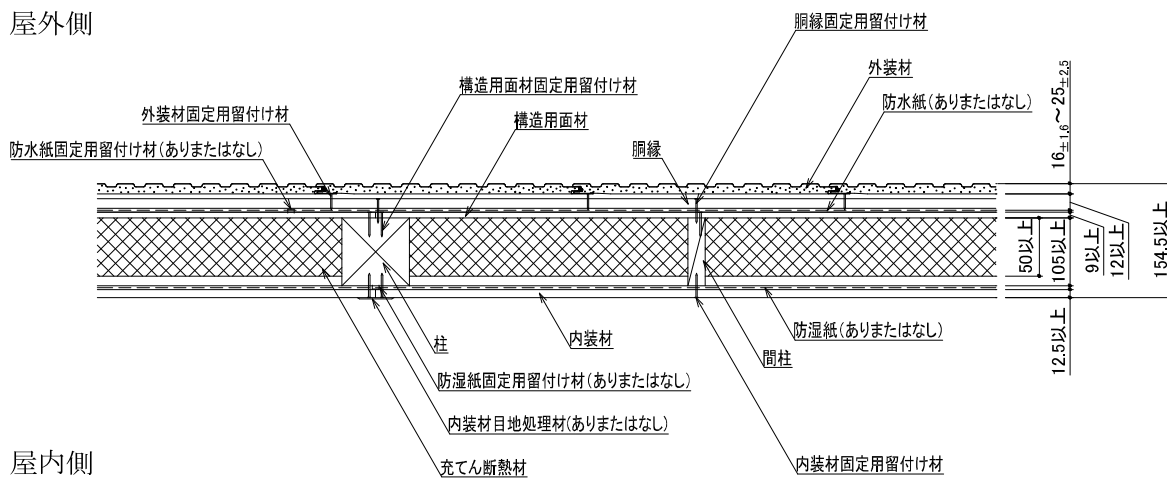 屋外側
胴縁固定用留付け材
外装材
構造用面材固定用留付け材
防水紙(ありまたはなし)
外装材固定用留付け材
構造用面材
防水紙固定用留付け材(ありまたはなし)
胴縁
16±1.6～25±2.5
50以上
105以上
9以上
12以上
154.5以上
12.5以上
防湿紙(ありまたはなし)
内装材
柱
間柱
防湿紙固定用留付け材(ありまたはなし)
内装材目地処理材(ありまたはなし)
屋内側
充てん断熱材
内装材固定用留付け材